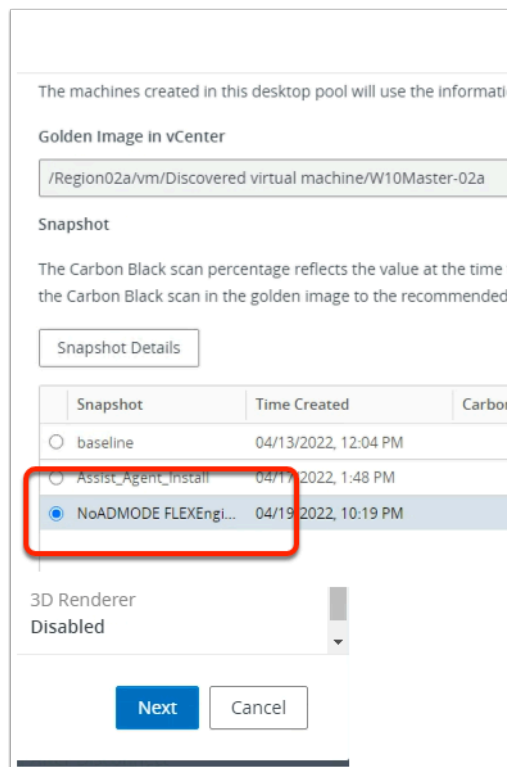 The machines created in this desktop pool will use the informati
Golden Image in vCenter
/Region02a/vm/Discovered virtual machine/W10Master-02a
Snapshot
The Carbon Black scan percentage reflects the value at the time
the Carbon Black scan in the golden image to the recommended
Snapshot Details
Snapshot Time Created Carbon
baseline 04/13/2022, 12:04 PM
Assist_Agent_Install 04/17/2022, 1:48 PM
NoADMODE FLEXEngi... 04/19/2022, 10:19 PM
3D Renderer
Disabled
Next Cancel